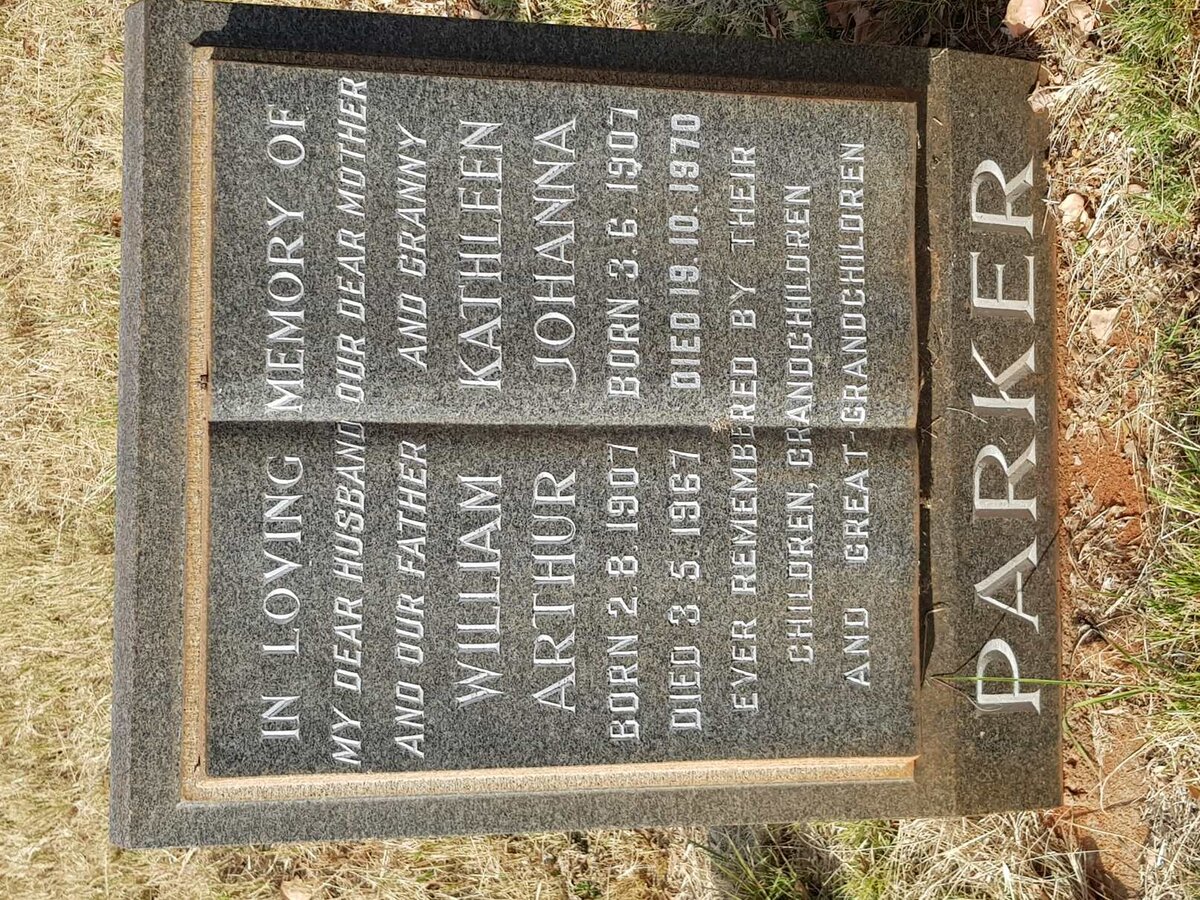 IN LOVING MEMORY OF
MY DEAR HUSBAND OUR DEAR MOTHER
AND OUR FATHER AND GRANNY
WILLIAM KATHLEEN
ARTHUR JOHANNA
BORN 2.8.1907 BORN 3.6.1907
DIED 3.5.1967 DIED 19.10.1970
EVER REMEMBERED BY THEIR
CHILDREN, GRANDCHILDREN
AND GREAT-GRANDCHILDREN
PARKER